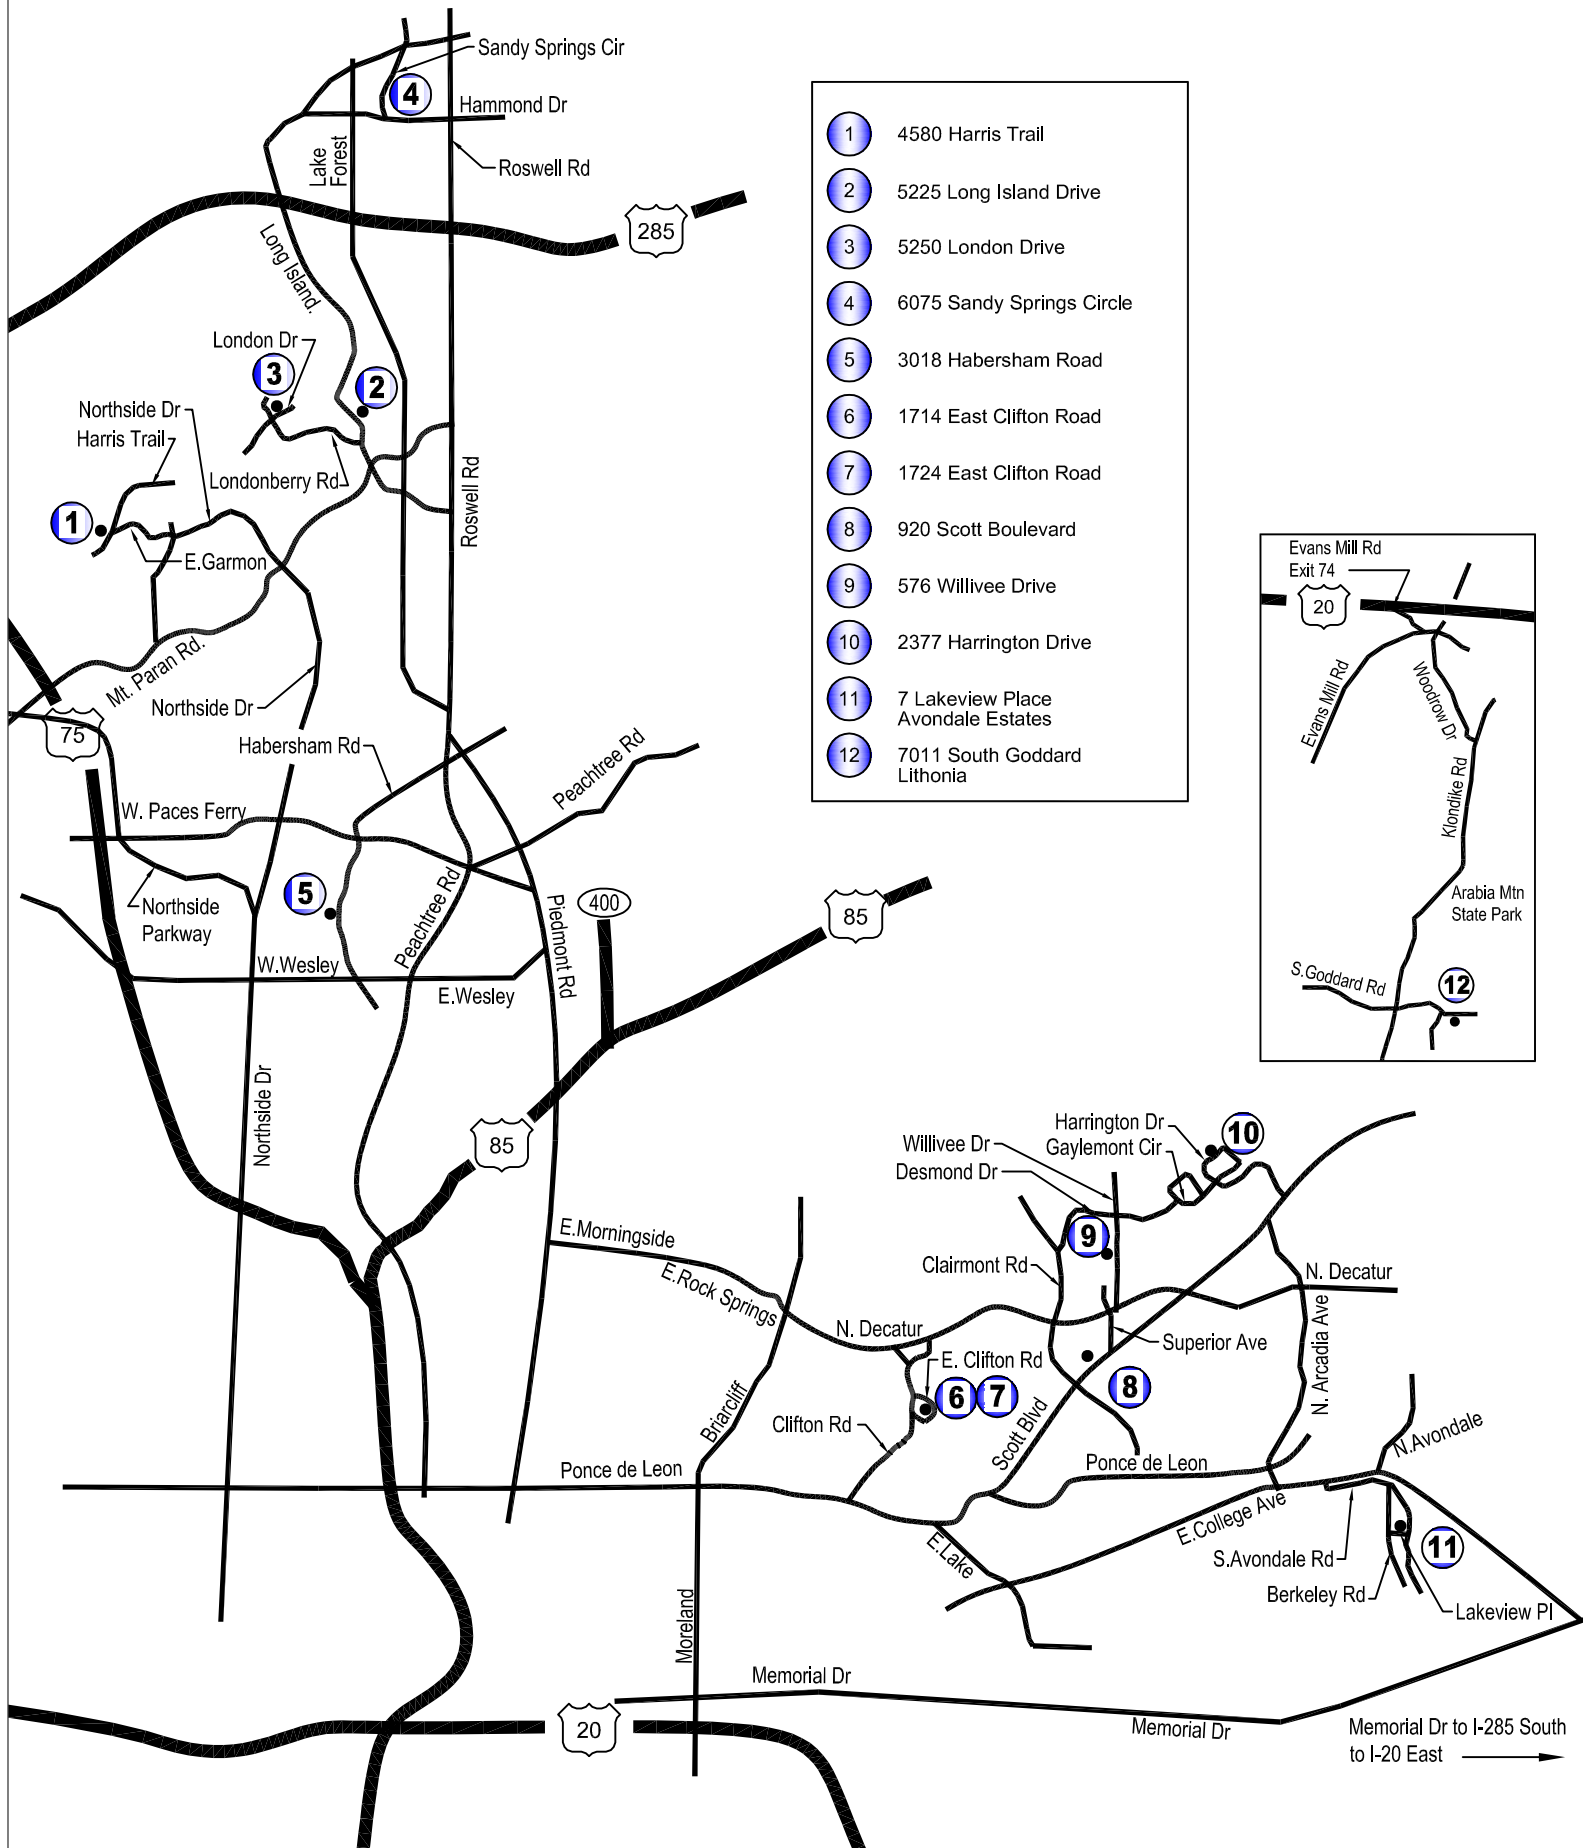 Sandy Springs Cir
4
Hammond Dr
Lake
Forest
Roswell Rd
285
Long Island.
London Dr
3
2
Northside Dr
Harris Trail
Londonberry Rd
Roswell Rd
1
E.Garmon
Mt. Paran Rd.
Northside Dr
75
Habersham Rd
Peachtree Rd
W. Paces Ferry
5
Northside
Parkway
Peachtree Rd
Piedmont Rd
400
85
W.Wesley
E.Wesley
Northside Dr
85
1 4580 Harris Trail
2 5225 Long Island Drive
3 5250 London Drive
4 6075 Sandy Springs Circle
5 3018 Habersham Road
6 1714 East Clifton Road
7 1724 East Clifton Road
8 920 Scott Boulevard
9 576 Willivee Drive
10 2377 Harrington Drive
11 7 Lakeview Place
Avondale Estates
12 7011 South Goddard
Lithonia
Evans Mill Rd
Exit 74
20
Evans Mill Rd
Woodrow Dr
Klondike Rd
Arabia Mtn
State Park
S.Goddard Rd
12
Harrington Dr
10
Willivee Dr
Gaylemont Cir
Desmond Dr
9
E.Morningside
E.Rock Springs
Clairmont Rd
N. Decatur
N. Decatur
Superior Ave
E. Clifton Rd
6
7
8
N. Arcadia Ave
Briarcliff
Clifton Rd
Scott Blvd
N.Avondale
Ponce de Leon
Ponce de Leon
E.College Ave
E.Lake
S.Avondale Rd
11
Berkeley Rd
Lakeview Pl
Moreland
Memorial Dr
20
Memorial Dr
Memorial Dr to I-285 South
to I-20 East